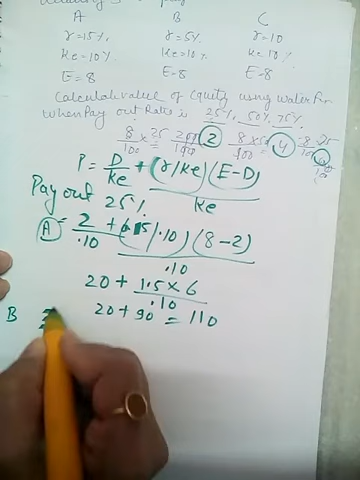 A B C
r=15% r=5% r=10
Ke=10% Ke=10% Ke 10%
E=8 E-8 E-8
Calculate value of Equity using Water
when Pay out Ratio is 25%, 50%, 75%
8/100 × 25 200/100 2 8×50/100 4 8 75/100
P = D/Ke + (r/Ke)(E-D)/Ke
Pay out 25%
A = 2/.10 + (.15/.10)(8-2)/.10
20 + 1.5×6/.10
B 20+90 = 110